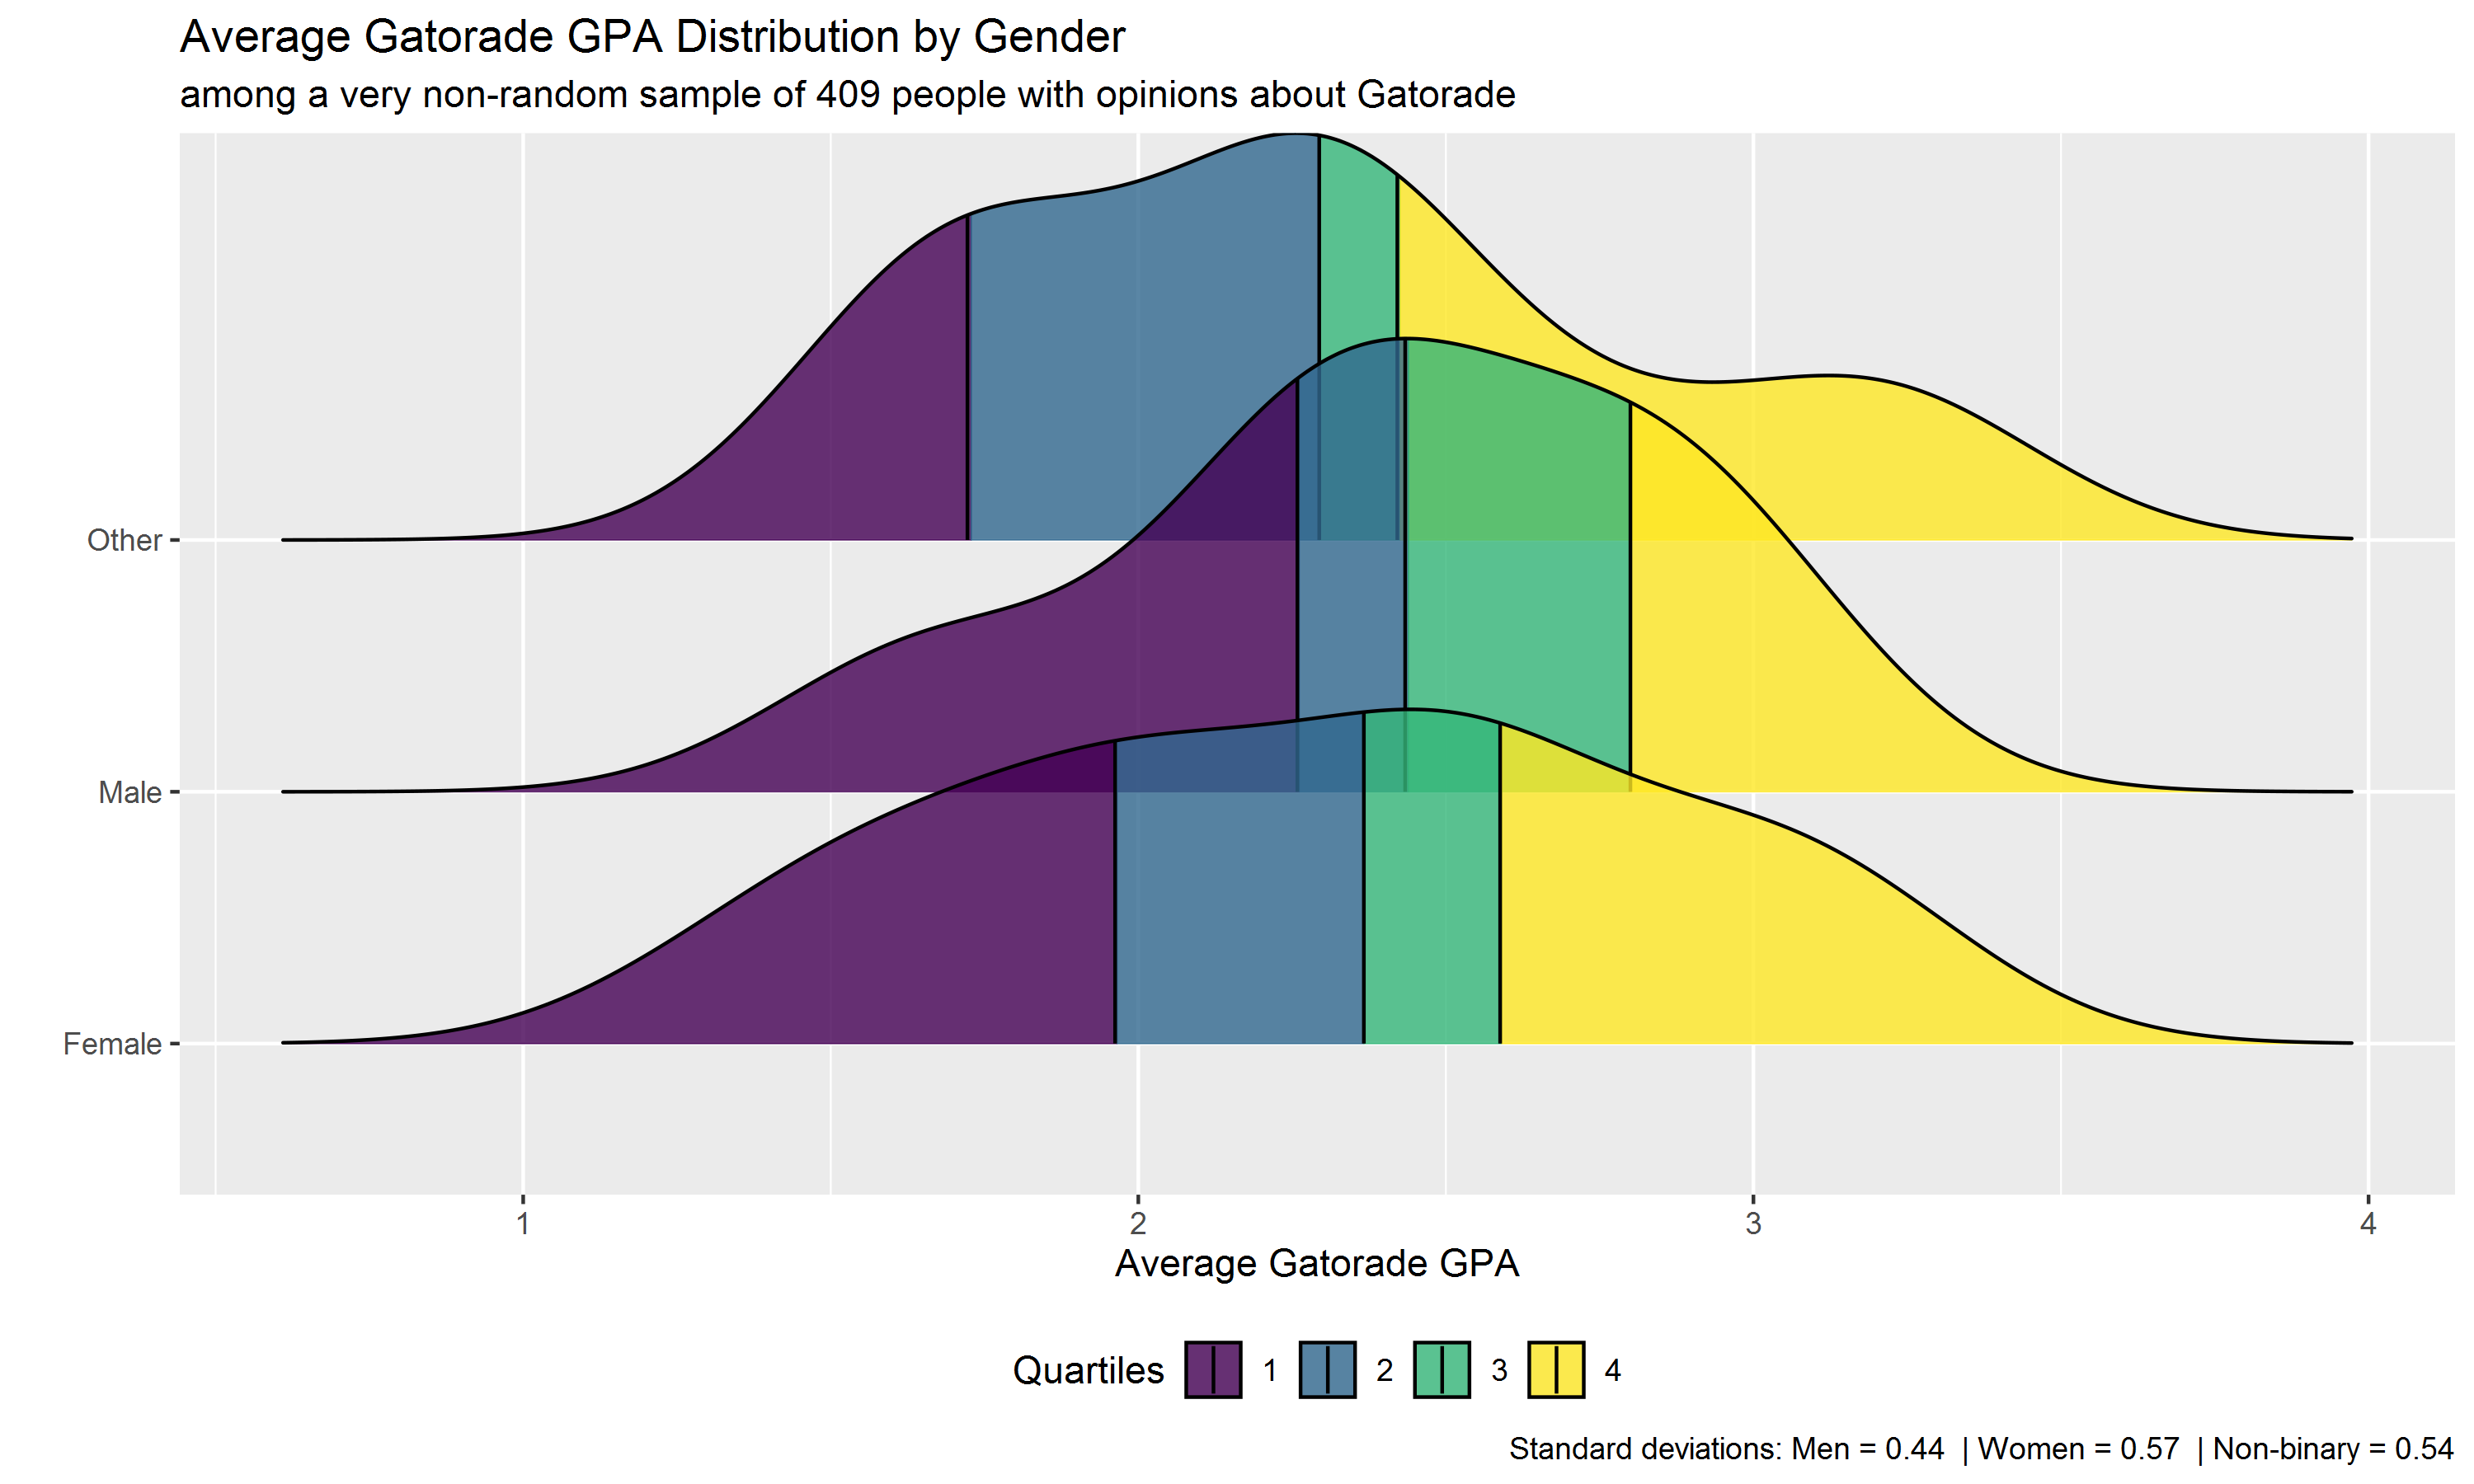 Average Gatorade GPA Distribution by Gender
among a very non-random sample of 409 people with opinions about Gatorade
Other
Male
Female
1 2 3 4
Average Gatorade GPA
Quartiles 1 2 3 4
Standard deviations: Men = 0.44 | Women = 0.57 | Non-binary = 0.54